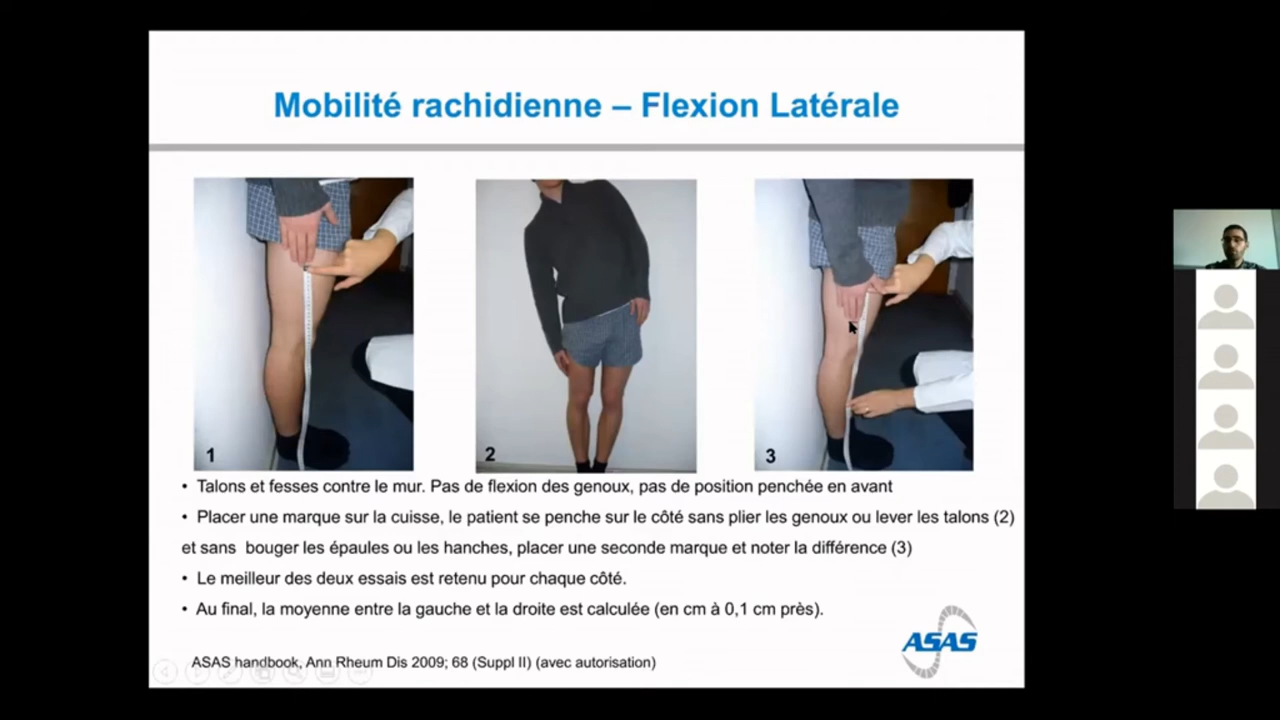 Mobilité rachidienne – Flexion Latérale
1
2
3
• Talons et fesses contre le mur. Pas de flexion des genoux, pas de position penchée en avant
• Placer une marque sur la cuisse, le patient se penche sur le côté sans plier les genoux ou lever les talons (2)
et sans bouger les épaules ou les hanches, placer une seconde marque et noter la différence (3)
• Le meilleur des deux essais est retenu pour chaque côté.
• Au final, la moyenne entre la gauche et la droite est calculée (en cm à 0,1 cm près).
ASAS
ASAS handbook, Ann Rheum Dis 2009; 68 (Suppl II) (avec autorisation)